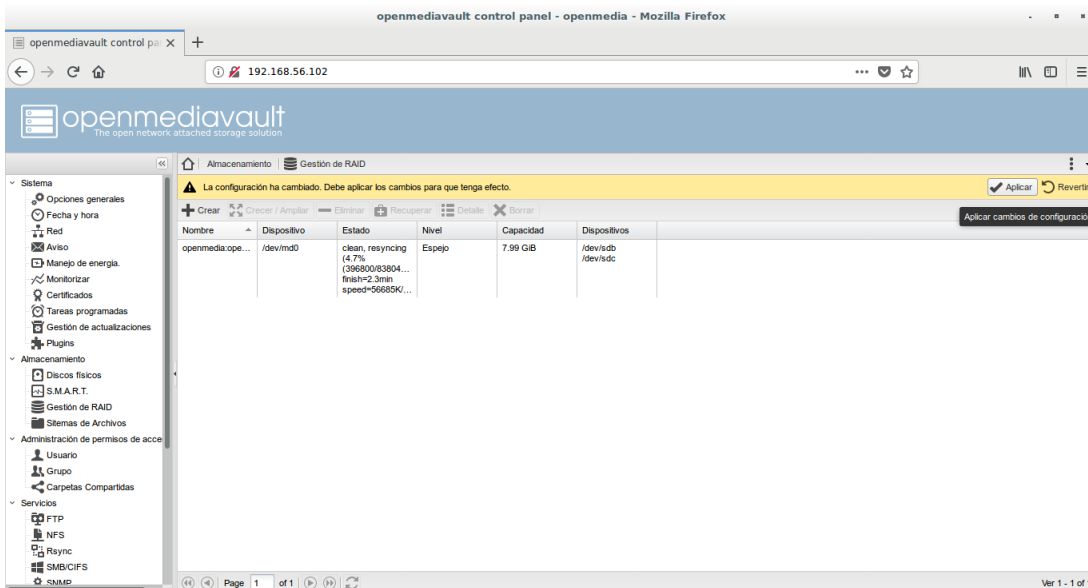 openmediavault control panel - openmedia - Mozilla Firefox
openmediavault control pa
192.168.56.102
openmediavault
The open network attached storage solution
Almacenamiento
Gestión de RAID
La configuración ha cambiado. Debe aplicar los cambios para que tenga efecto.
Aplicar
Revertir
Crear
Crecer / Ampliar
Eliminar
Recuperar
Detalle
Borrar
Aplicar cambios de configuració
Nombre
Dispositivo
Estado
Nivel
Capacidad
Dispositivos
openmedia:ope...
/dev/md0
clean, resyncing
(4.7%
(396800/83804...
finish=2.3min
speed=56685K/...
Espejo
7.99 GiB
/dev/sdb
/dev/sdc
Sistema
Opciones generales
Fecha y hora
Red
Aviso
Manejo de energia.
Monitorizar
Certificados
Tareas programadas
Gestión de actualizaciones
Plugins
Almacenamiento
Discos físicos
S.M.A.R.T.
Gestión de RAID
Sitemas de Archivos
Administración de permisos de acce
Usuario
Grupo
Carpetas Compartidas
Servicios
FTP
NFS
Rsync
SMB/CIFS
SNMP
Page 1 of 1
Ver 1 - 1 of